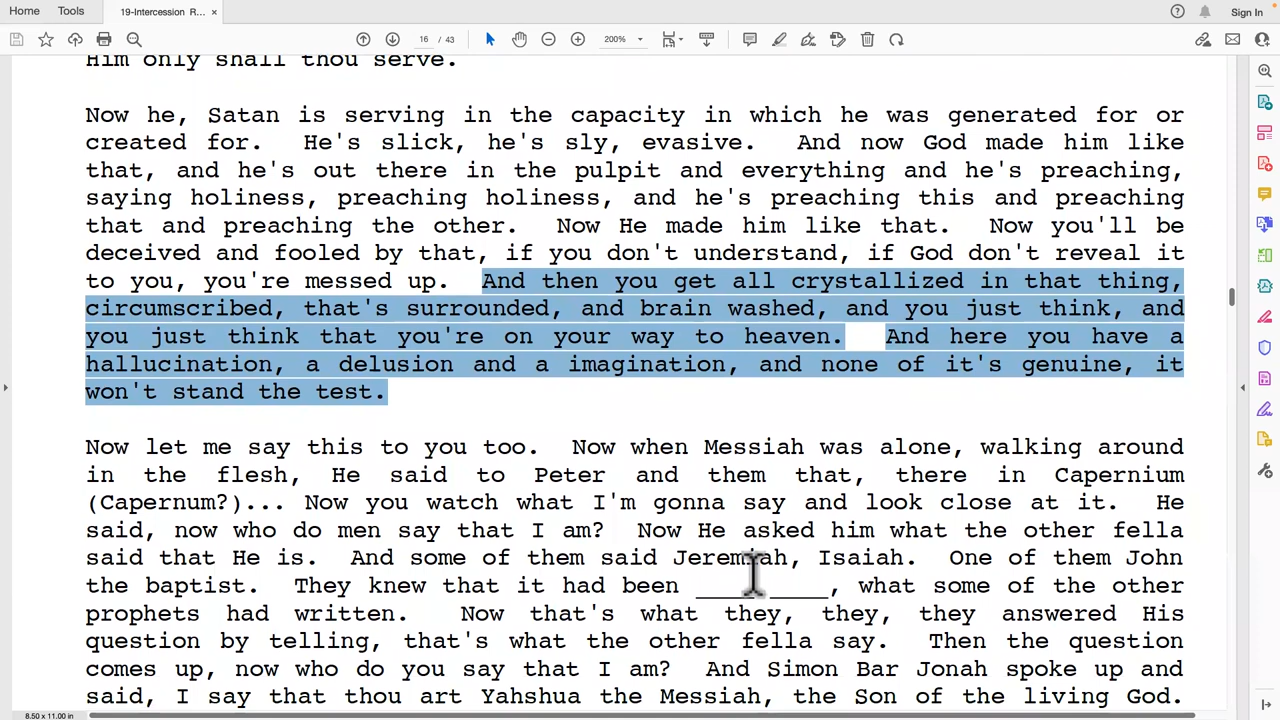 Home Tools 19-Intercession R... × Sign In
16 / 43 200%
Him only shall thou serve.
Now he, Satan is serving in the capacity in which he was generated for or
created for. He's slick, he's sly, evasive. And now God made him like
that, and he's out there in the pulpit and everything and he's preaching,
saying holiness, preaching holiness, and he's preaching this and preaching
that and preaching the other. Now He made him like that. Now you'll be
deceived and fooled by that, if you don't understand, if God don't reveal it
to you, you're messed up. And then you get all crystallized in that thing,
circumscribed, that's surrounded, and brain washed, and you just think, and
you just think that you're on your way to heaven. And here you have a
hallucination, a delusion and a imagination, and none of it's genuine, it
won't stand the test.
Now let me say this to you too. Now when Messiah was alone, walking around
in the flesh, He said to Peter and them that, there in Capernium
(Capernum?)... Now you watch what I'm gonna say and look close at it. He
said, now who do men say that I am? Now He asked him what the other fella
said that He is. And some of them said Jeremiah, Isaiah. One of them John
the baptist. They knew that it had been ____ ____, what some of the other
prophets had written. Now that's what they, they, they answered His
question by telling, that's what the other fella say. Then the question
comes up, now who do you say that I am? And Simon Bar Jonah spoke up and
said, I say that thou art Yahshua the Messiah, the Son of the living God.
8.50 x 11.00 in